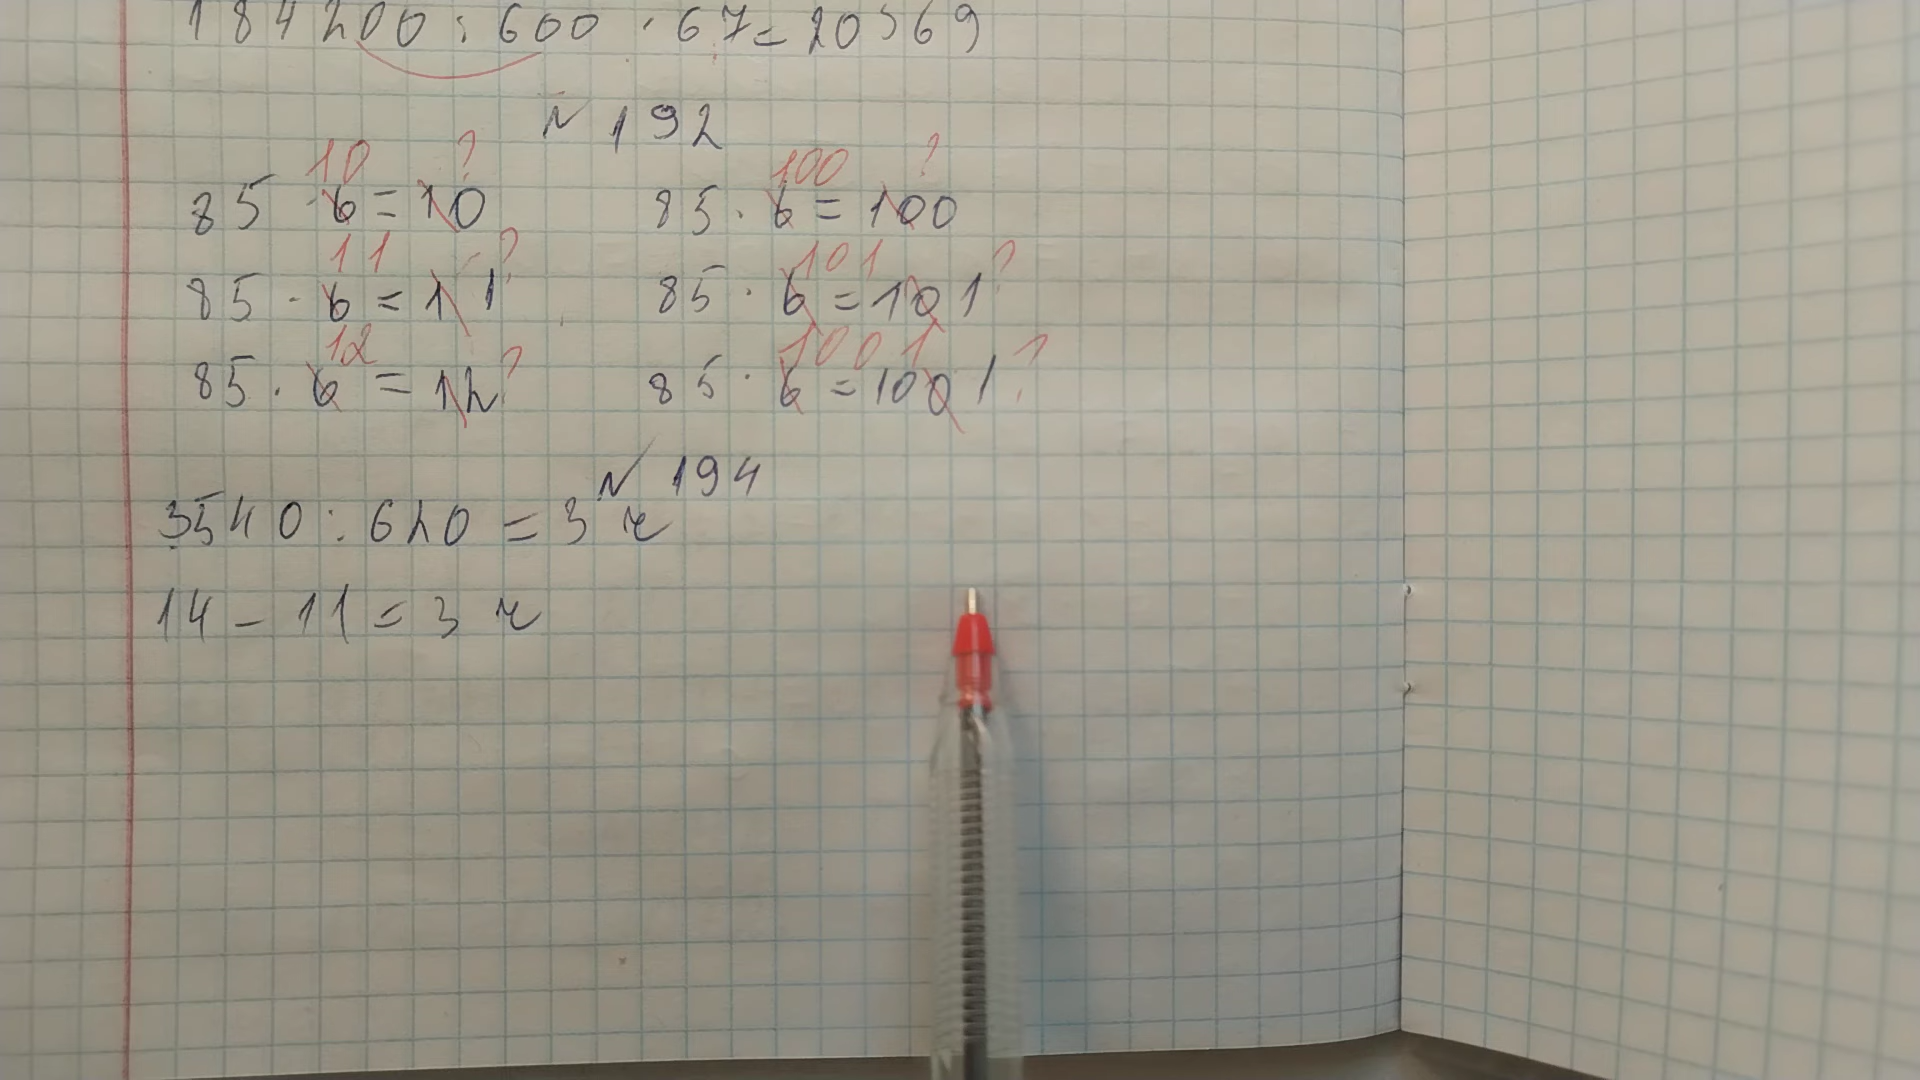 184200 : 600 · 67 = 20569
№ 192
10 ? 100 ?
85 · 6 = 10 85 · 6 = 100
11 ? 101 ?
85 · 6 = 11 85 · 6 = 101
12 ? 1001 ?
85 · 6 = 12 85 · 6 = 1001
№ 194
3540 : 620 = 3 ч
14 - 11 = 3 ч